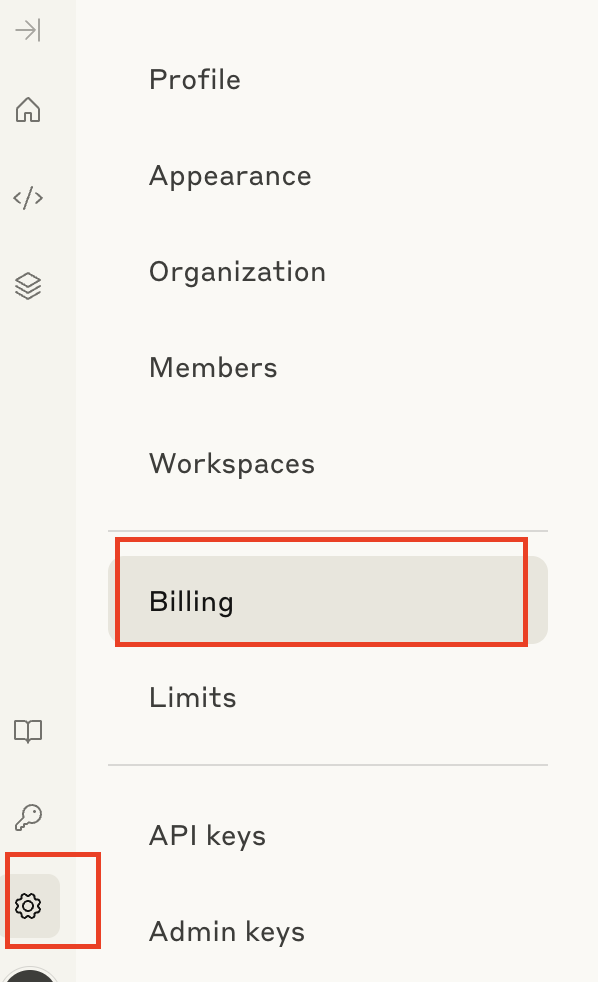 Profile
Appearance
Organization
Members
Workspaces
Billing
Limits
API keys
Admin keys